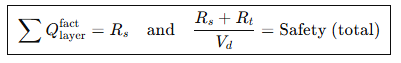 ∑ Q_layer^fact = R_s and (R_s + R_t) / V_d = Safety (total)